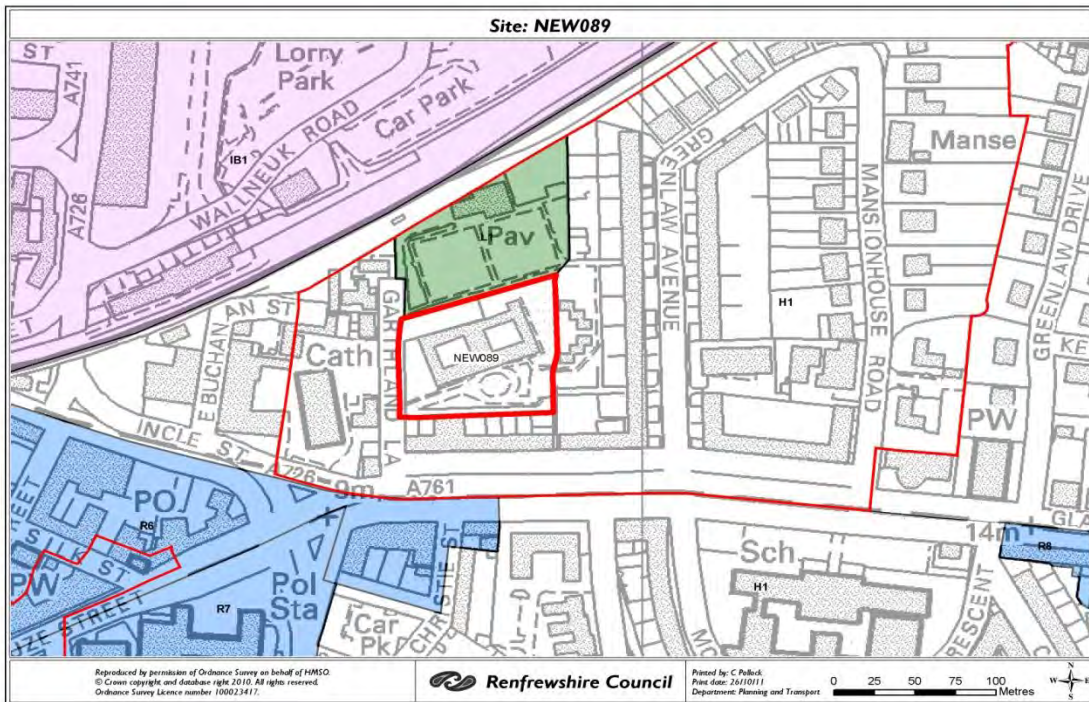 Site: NEW089
ST
A741
Lorry
Park
WALLNEUK ROAD
Car Park
IB1
A726
GREENLAW AVENUE
MANSIONHOUSE ROAD
Manse
GREENLAW DRIVE
L1
Pav
H1
E BUCHANAN ST
Cath
GARTHLAND LA
NEW089
PW
INCLE ST
A726
9m
A761
14m
PO
R6
SILK ST
PW
Pol
Sta
R7
Car
Pk
Sch
H1
R8
Reproduced by permission of Ordnance Survey on behalf of HMSO.
© Crown copyright and database right 2010. All rights reserved.
Ordnance Survey Licence number 100023417.
Renfrewshire Council
Printed by: C Pollock
Print date: 26/10/11
Department: Planning and Transport
0 25 50 75 100
Metres
N
W E
S